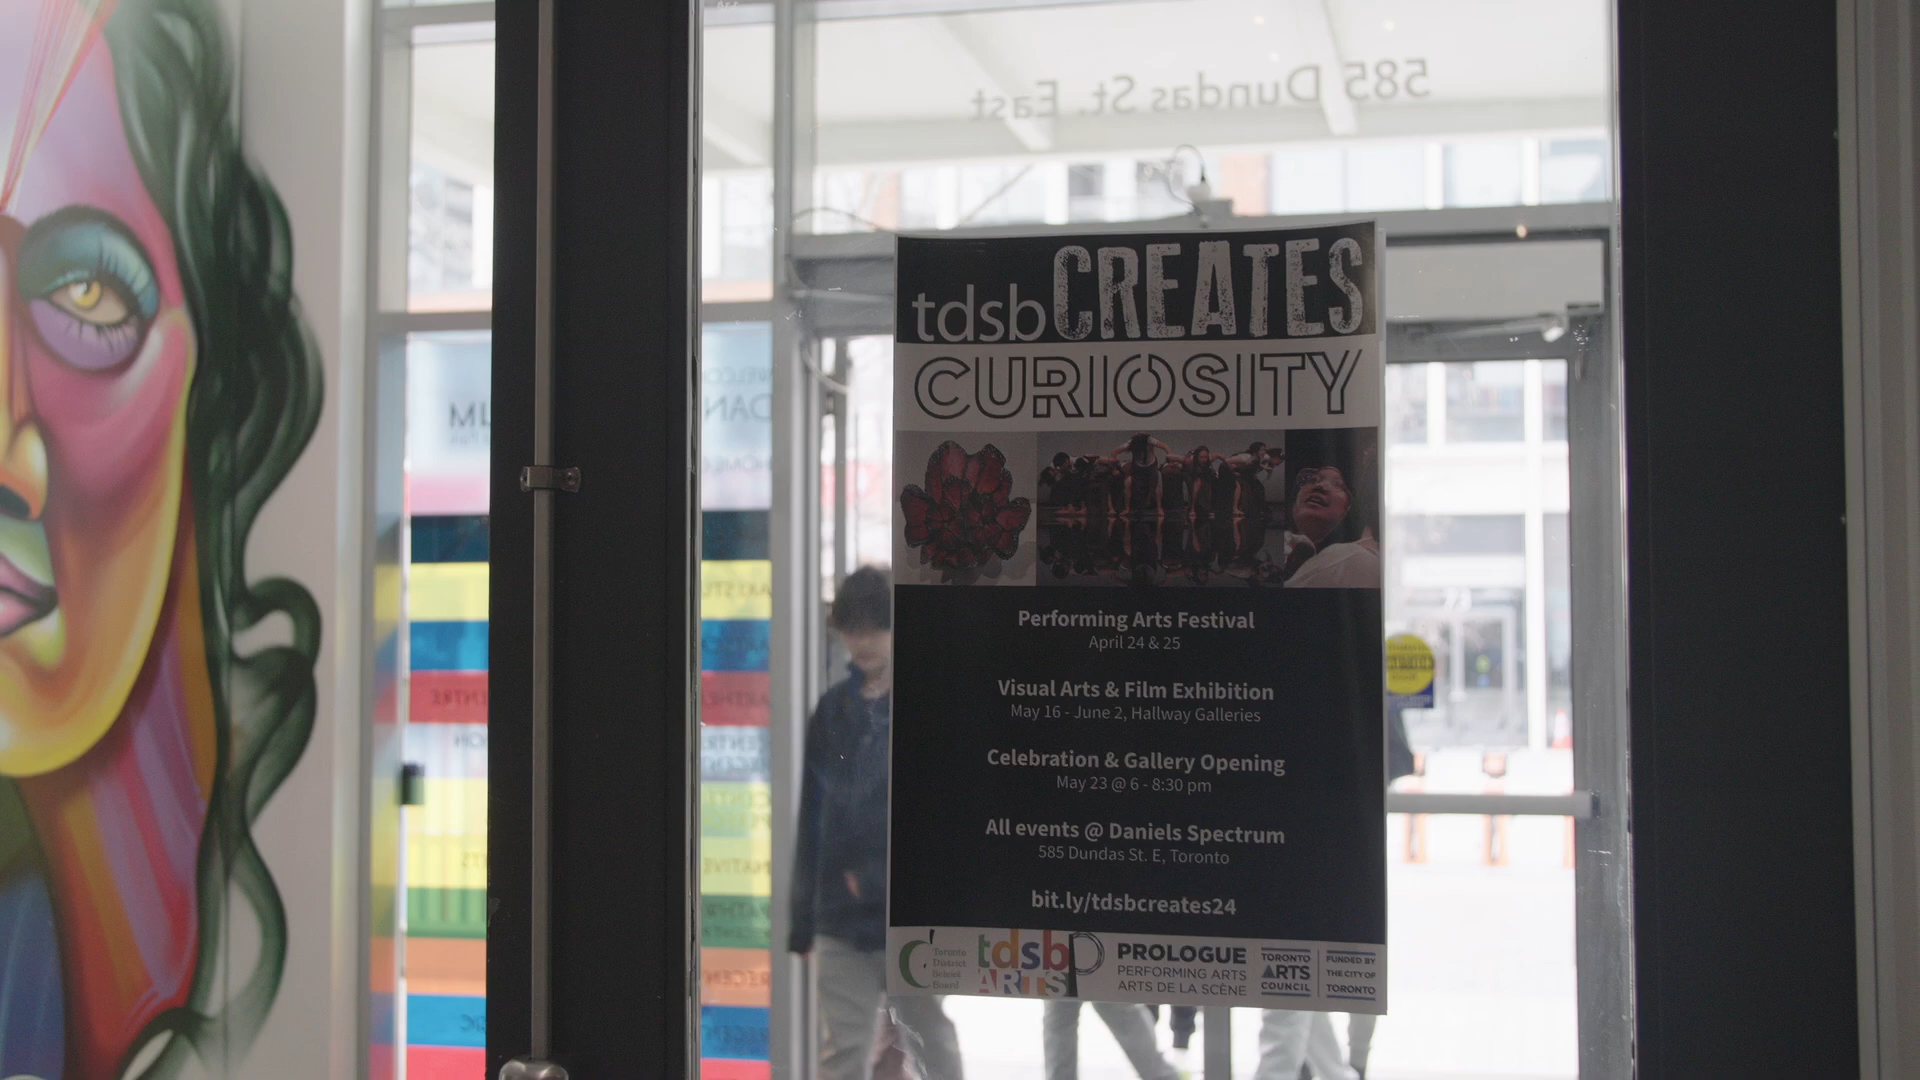 585 Dundas St. East
tdsb CREATES
CURIOSITY
Performing Arts Festival
April 24 & 25
Visual Arts & Film Exhibition
May 16 - June 2, Hallway Galleries
Celebration & Gallery Opening
May 23 @ 6 - 8:30 pm
All events @ Daniels Spectrum
585 Dundas St. E, Toronto
bit.ly/tdsbcreates24
Toronto
District
School
Board
tdsb
ARTS
PROLOGUE
PERFORMING ARTS
ARTS DE LA SCÈNE
TORONTO
ARTS
COUNCIL
FUNDED BY
THE CITY OF
TORONTO